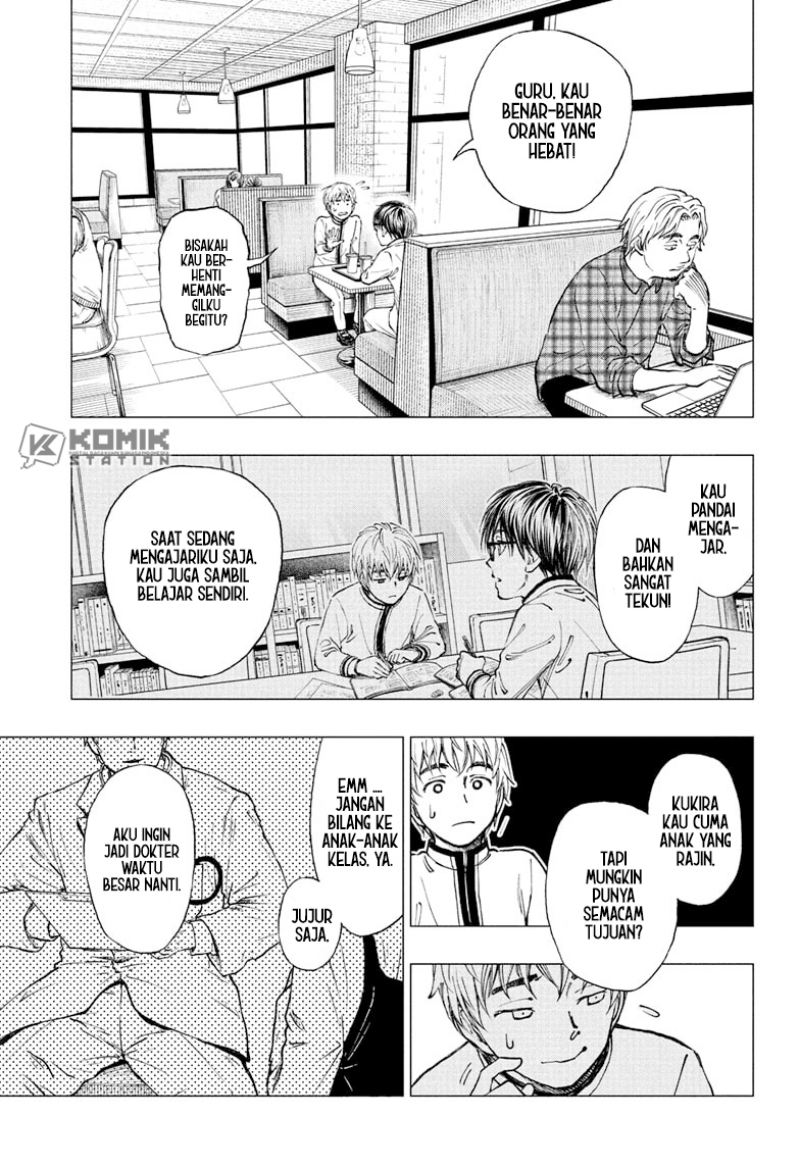 GURU, KAU
BENAR-BENAR
ORANG YANG
HEBAT!
BISAKAH
KAU BER-
HENTI
MEMANG-
GILKU
BEGITU?
KOMIK
STATION
KAU
PANDAI
MENGA-
JAR.
DAN
BAHKAN
SANGAT
TEKUN!
SAAT SEDANG
MENGAJARIKU SAJA,
KAU JUGA SAMBIL
BELAJAR SENDIRI.
KUKIRA
KAU CUMA
ANAK YANG
RAJIN.
TAPI
MUNGKIN
PUNYA
SEMACAM
TUJUAN?
EMM ....
JANGAN
BILANG KE
ANAK-ANAK
KELAS, YA.
JUJUR
SAJA,
AKU INGIN
JADI DOKTER
WAKTU
BESAR NANTI.